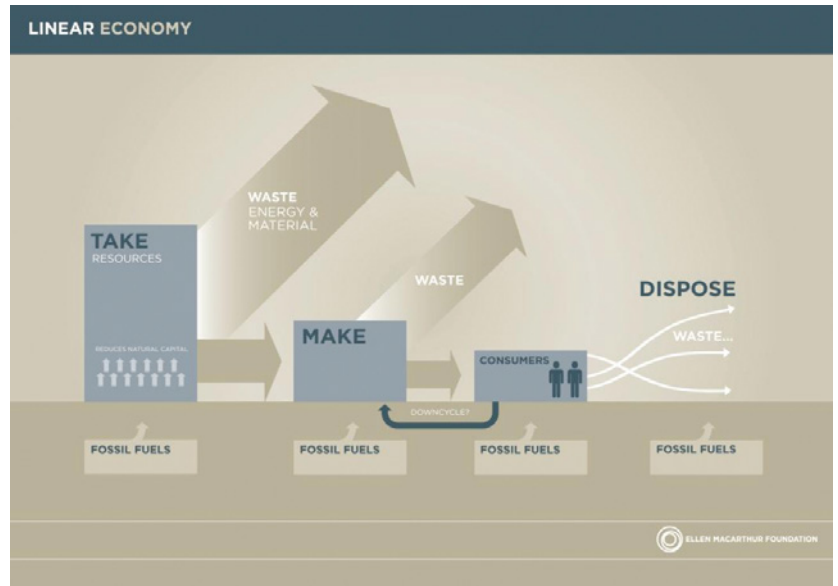 LINEAR ECONOMY
WASTE
ENERGY &
MATERIAL
TAKE
RESOURCES
WASTE
DISPOSE
MAKE
WASTE...
REDUCES NATURAL CAPITAL
CONSUMERS
DOWNCYCLE?
FOSSIL FUELS
FOSSIL FUELS
FOSSIL FUELS
FOSSIL FUELS
ELLEN MACARTHUR FOUNDATION